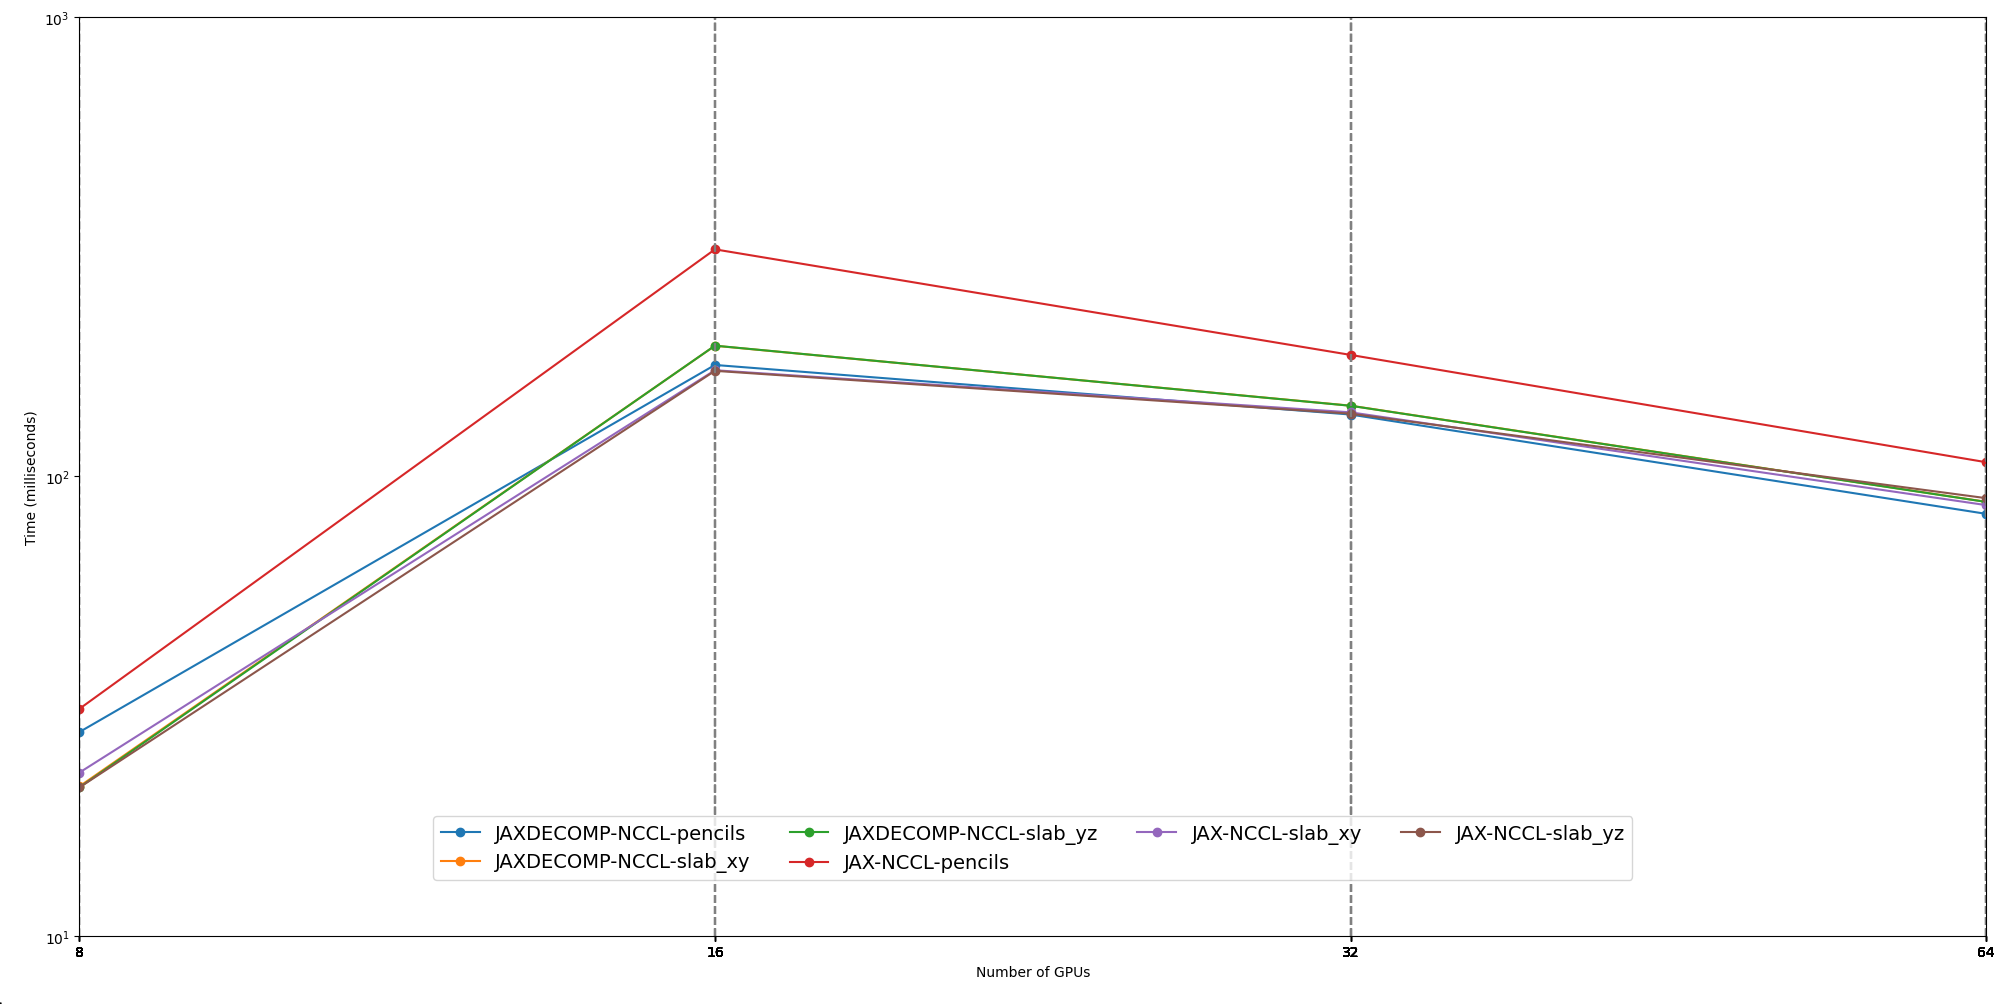 10³
10²
10¹
Time (milliseconds)
8
16
32
64
Number of GPUs
JAXDECOMP-NCCL-pencils
JAXDECOMP-NCCL-slab_xy
JAXDECOMP-NCCL-slab_yz
JAX-NCCL-pencils
JAX-NCCL-slab_xy
JAX-NCCL-slab_yz